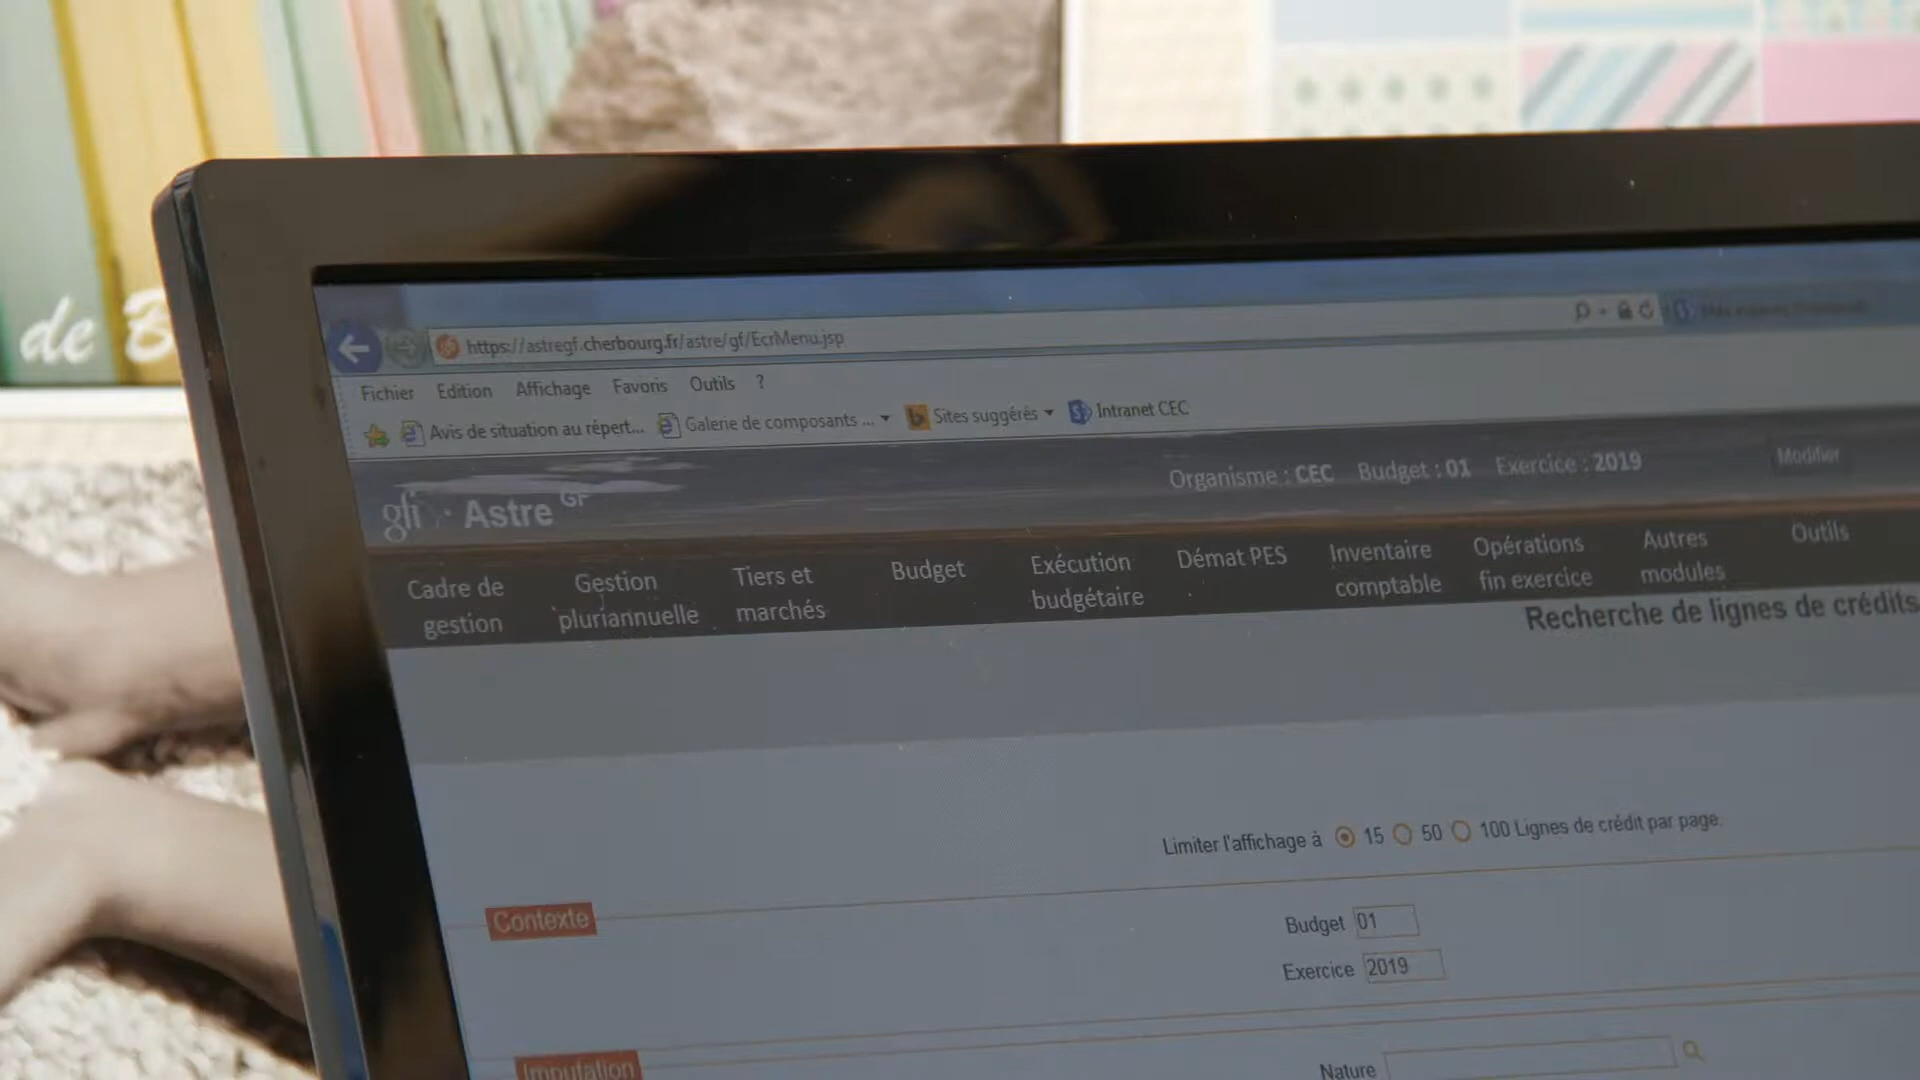 de B
https://astregf.cherbourg.fr/astre/gf/EcrMenu.jsp
Fichier Edition Affichage Favoris Outils ?
Avis de situation au répert... Galerie de composants ... Sites suggérés Intranet CEC
gfi Astre GF Organisme : CEC Budget : 01 Exercice : 2019 Modifier
Cadre de gestion
Gestion pluriannuelle
Tiers et marchés
Budget
Exécution budgétaire
Démat PES
Inventaire comptable
Opérations fin exercice
Autres modules
Outils
Recherche de lignes de crédits
Limiter l'affichage à 15 50 100 Lignes de crédit par page.
Contexte
Budget 01
Exercice 2019
Imputation
Nature